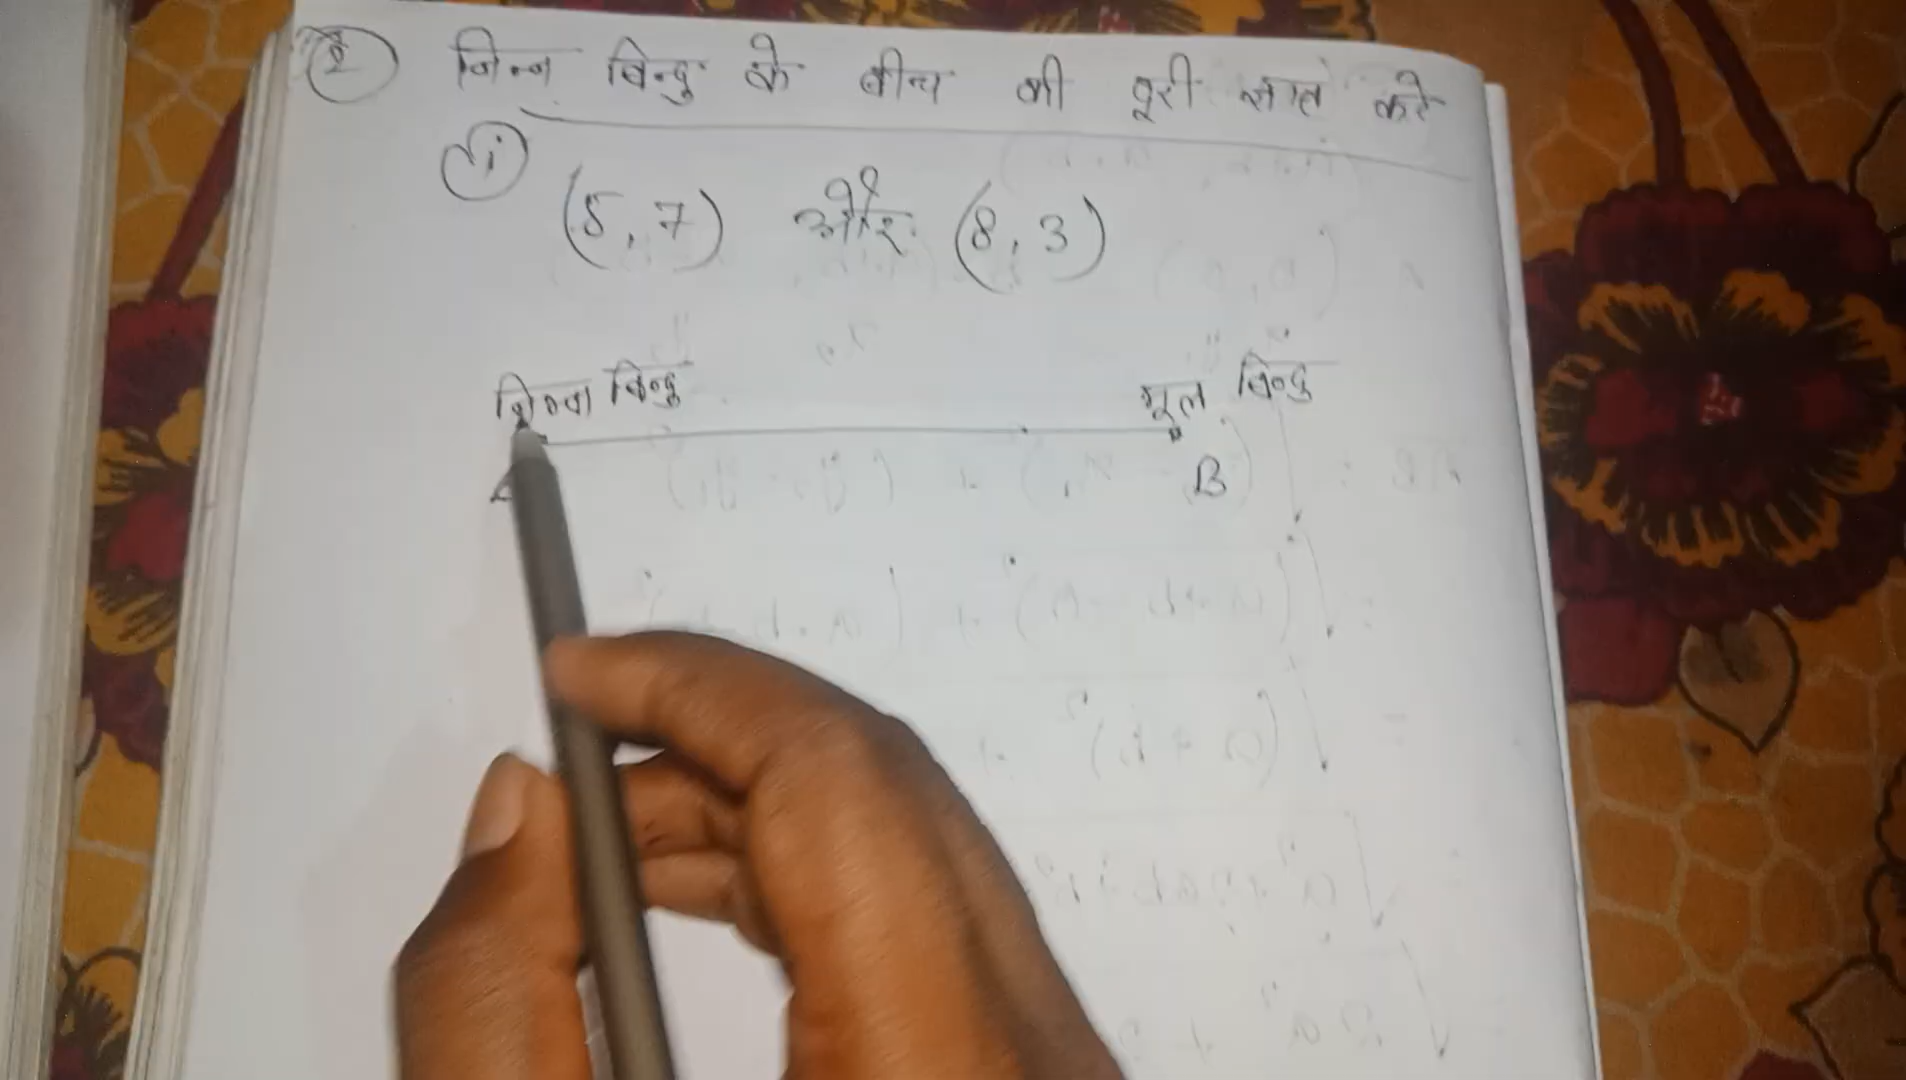 ② निम्न बिन्दु के बीच की दूरी ज्ञात करे
(i) (5, 7) और (8, 3)
बिन्दु मूल बिन्दु
B